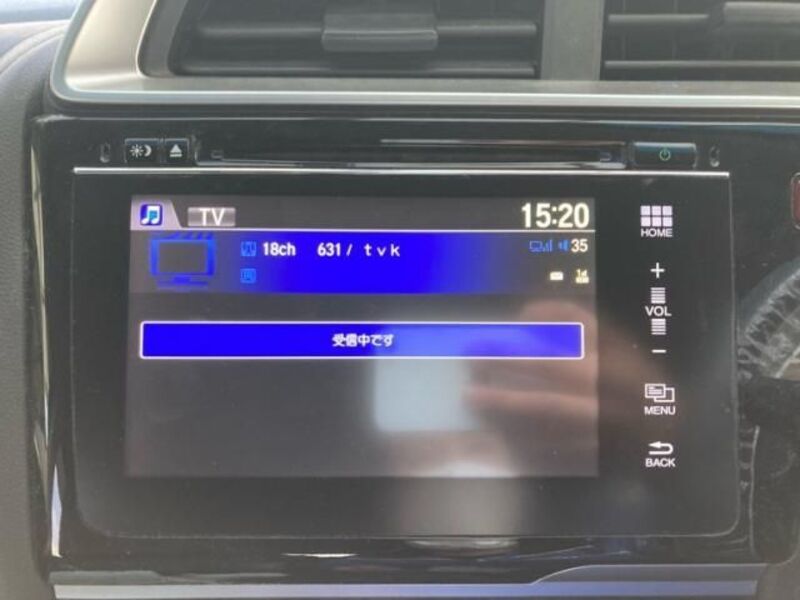 TV
15:20
HOME
18ch 631/ tvk
35
+
VOL
受信中です
−
MENU
BACK